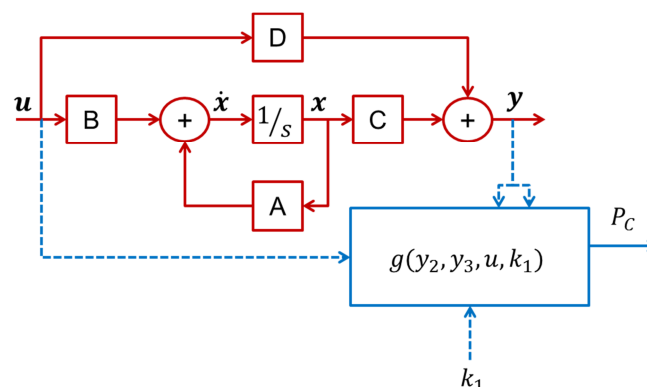 D
u
B
+
ẋ
1/s
x
C
+
y
A
P_C
g(y_2, y_3, u, k_1)
k_1